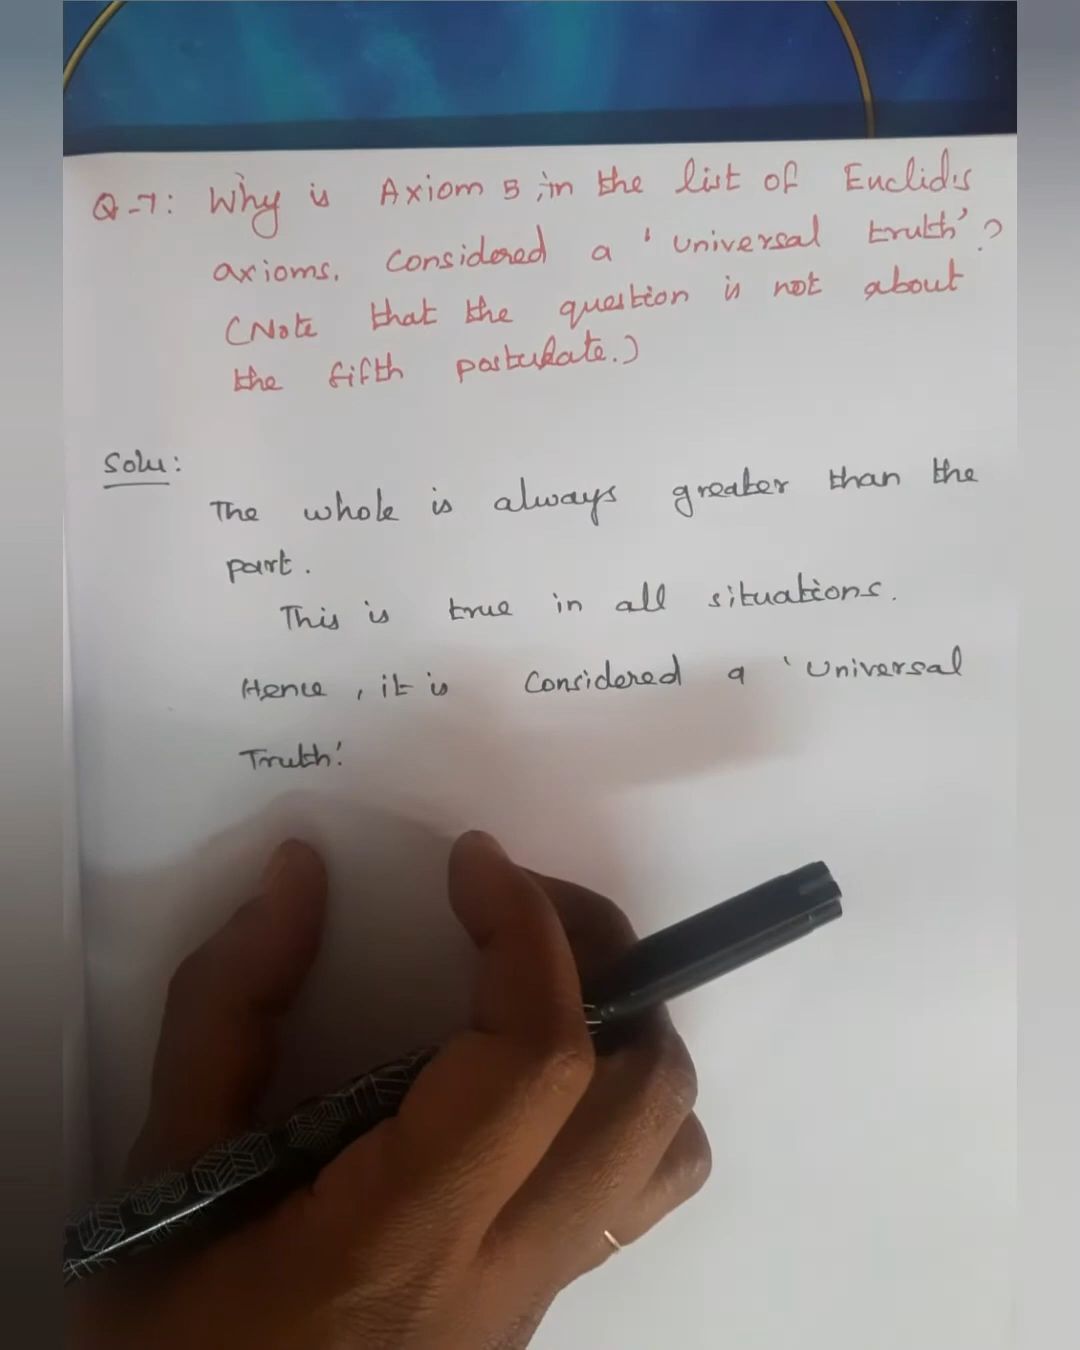 Q-7: Why is Axiom 5, in the list of Euclid's
axioms, considered a 'universal truth'?
(Note that the question is not about
the fifth postulate.)
Solu:
The whole is always greater than the
part.
This is true in all situations.
Hence, it is Considered a 'Universal
Truth'.